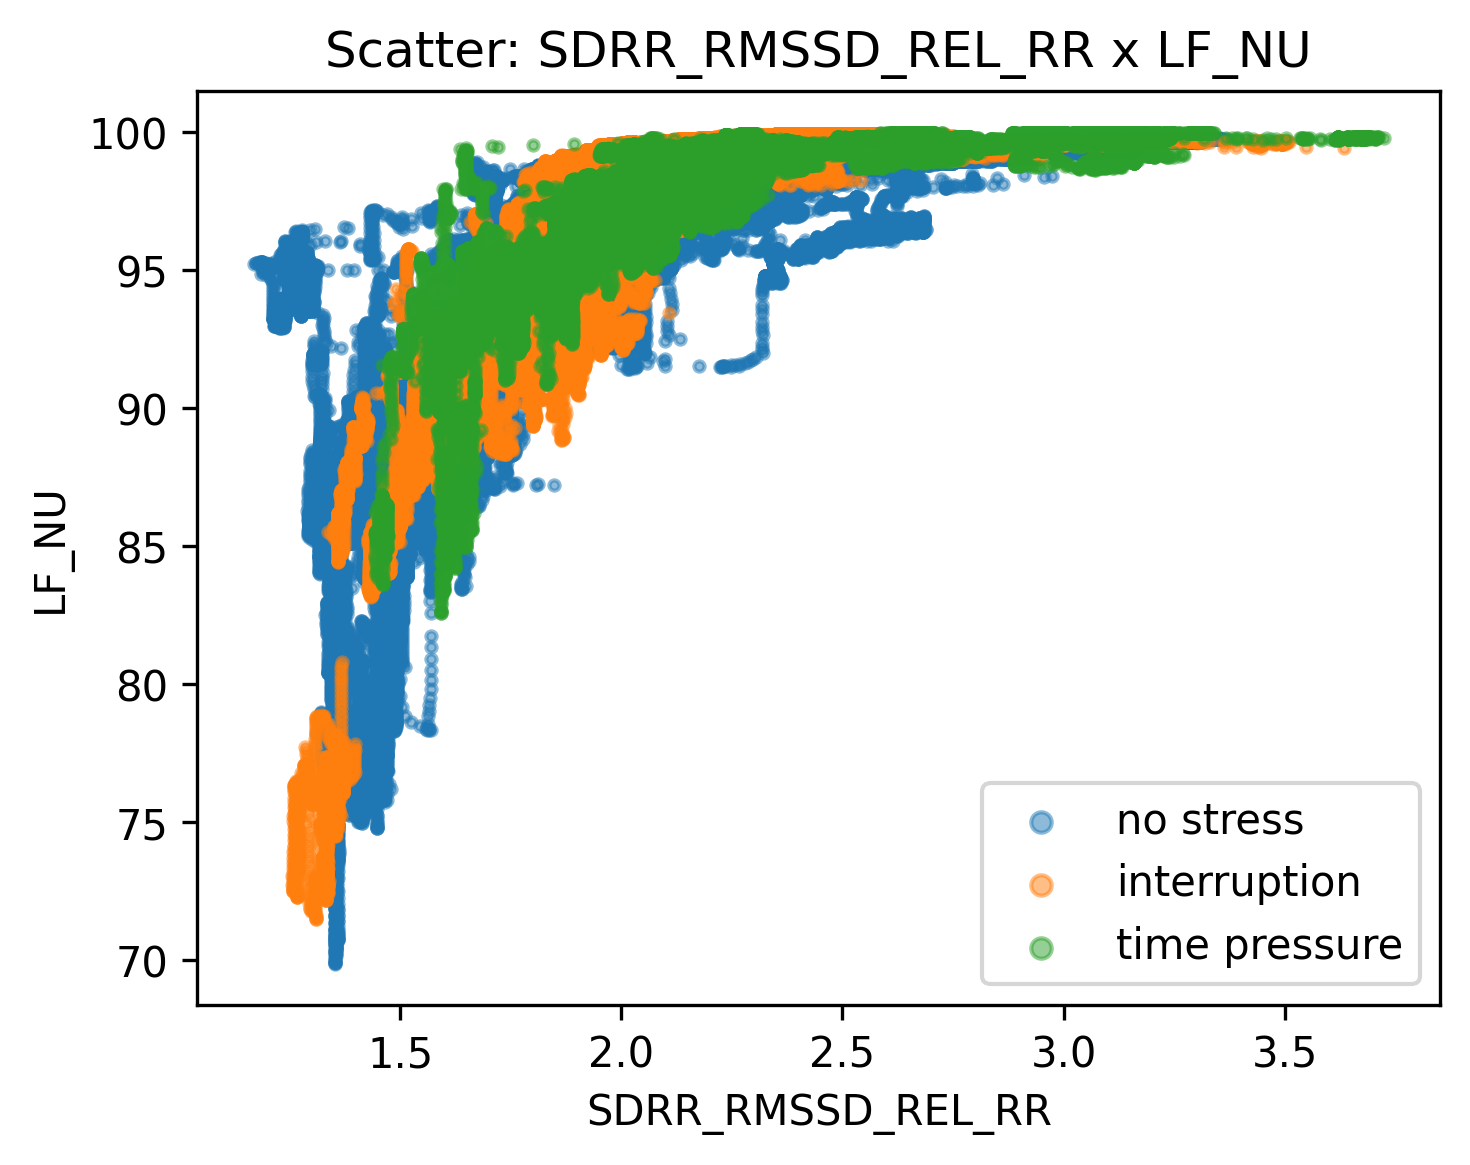 Scatter: SDRR_RMSSD_REL_RR x LF_NU
100
95
90
85
80
75
70
LF_NU
no stress
interruption
time pressure
1.5 2.0 2.5 3.0 3.5
SDRR_RMSSD_REL_RR